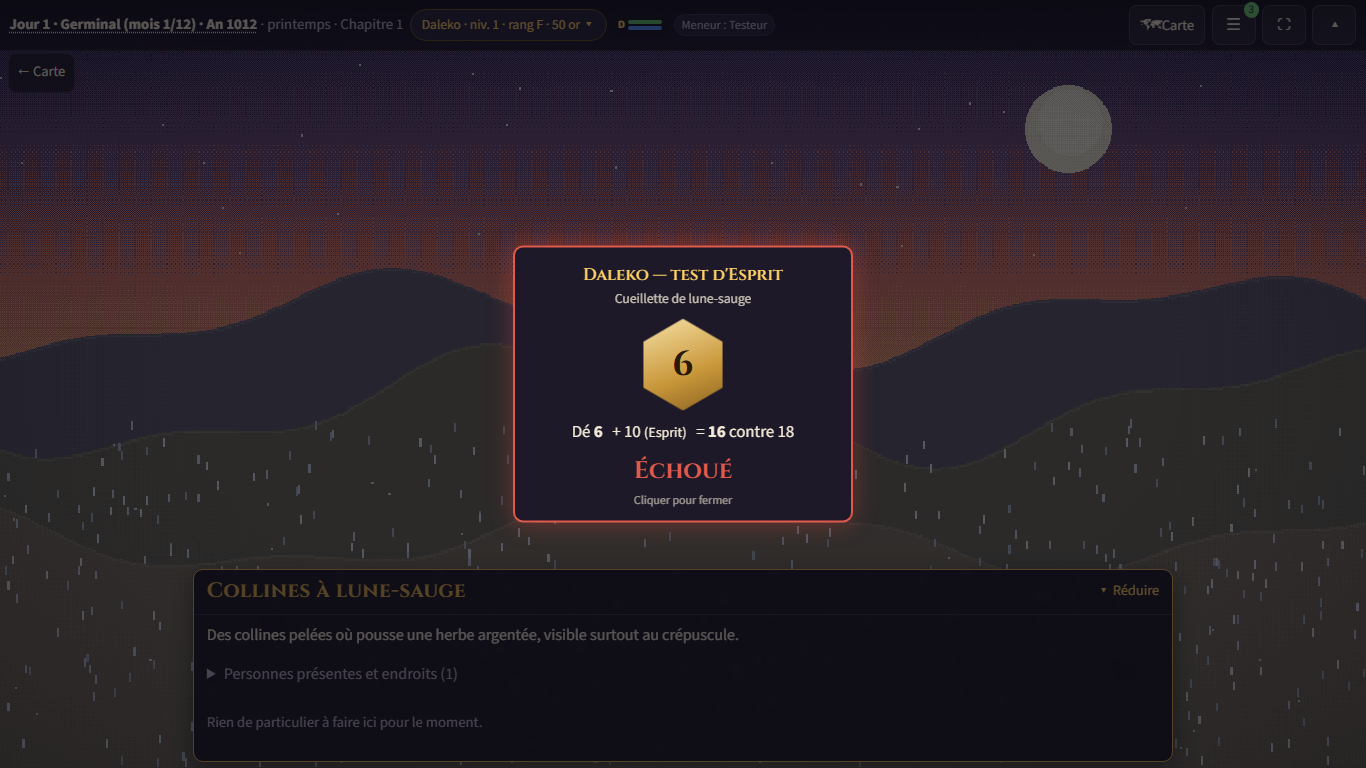 Jour 1 · Germinal (mois 1/12) · An 1012 · printemps · Chapitre 1 Daleko · niv. 1 · rang F · 50 or ▾ D Meneur : Testeur Carte ☰ 3 ▲
← Carte
Daleko — test d'Esprit
Cueillette de lune-sauge
6
Dé 6 + 10 (Esprit) = 16 contre 18
Échoué
Cliquer pour fermer
Collines à lune-sauge ▾ Réduire
Des collines pelées où pousse une herbe argentée, visible surtout au crépuscule.
▶ Personnes présentes et endroits (1)
Rien de particulier à faire ici pour le moment.